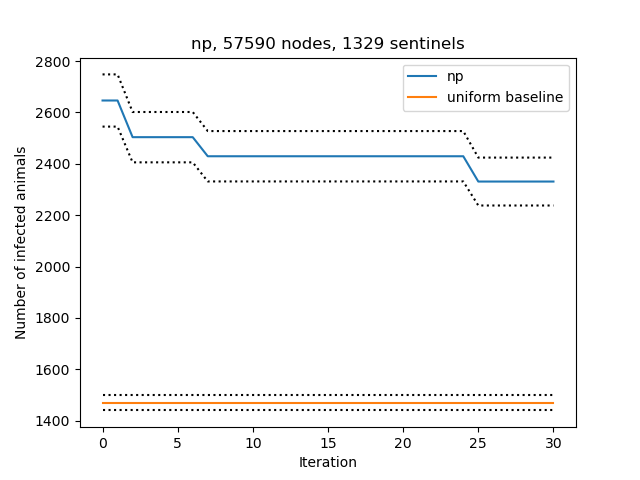 np, 57590 nodes, 1329 sentinels
np
uniform baseline
Number of infected animals
2800
2600
2400
2200
2000
1800
1600
1400
0 5 10 15 20 25 30
Iteration